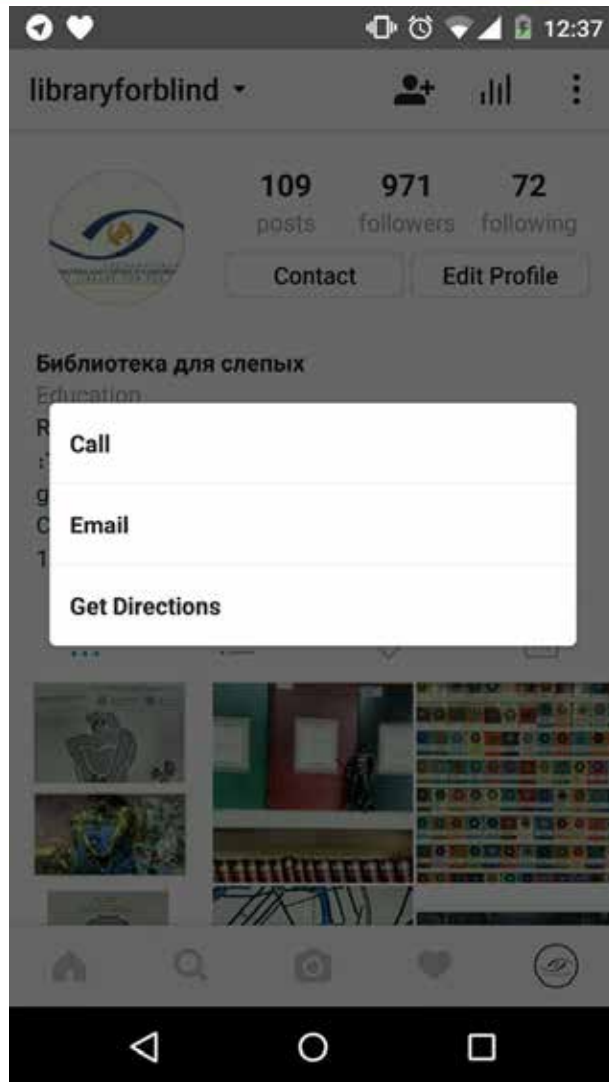 12:37
libraryforblind
109 971 72
posts followers following
Contact Edit Profile
Библиотека для слепых
Education
R
Call
g
C
Email
1
Get Directions